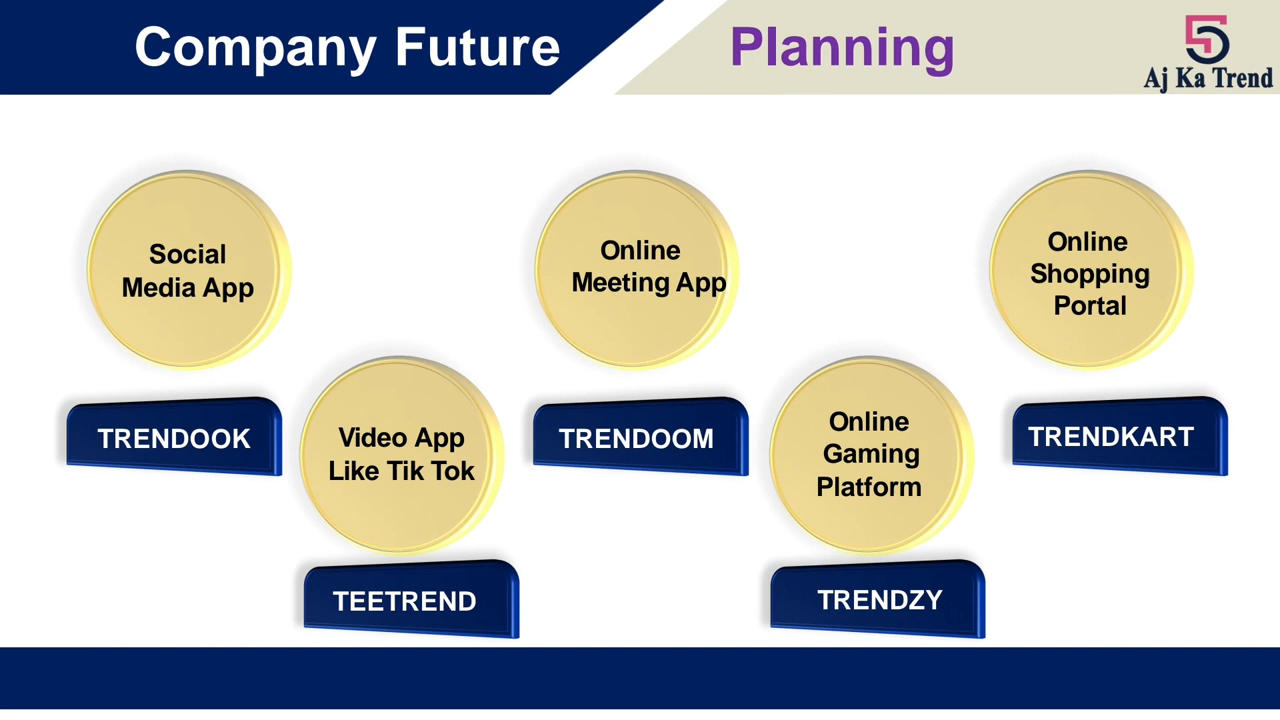 Company Future Planning
5
Aj Ka Trend
Social
Media App
TRENDOOK
Video App
Like Tik Tok
TEETREND
Online
Meeting App
TRENDOOM
Online
Gaming
Platform
TRENDZY
Online
Shopping
Portal
TRENDKART